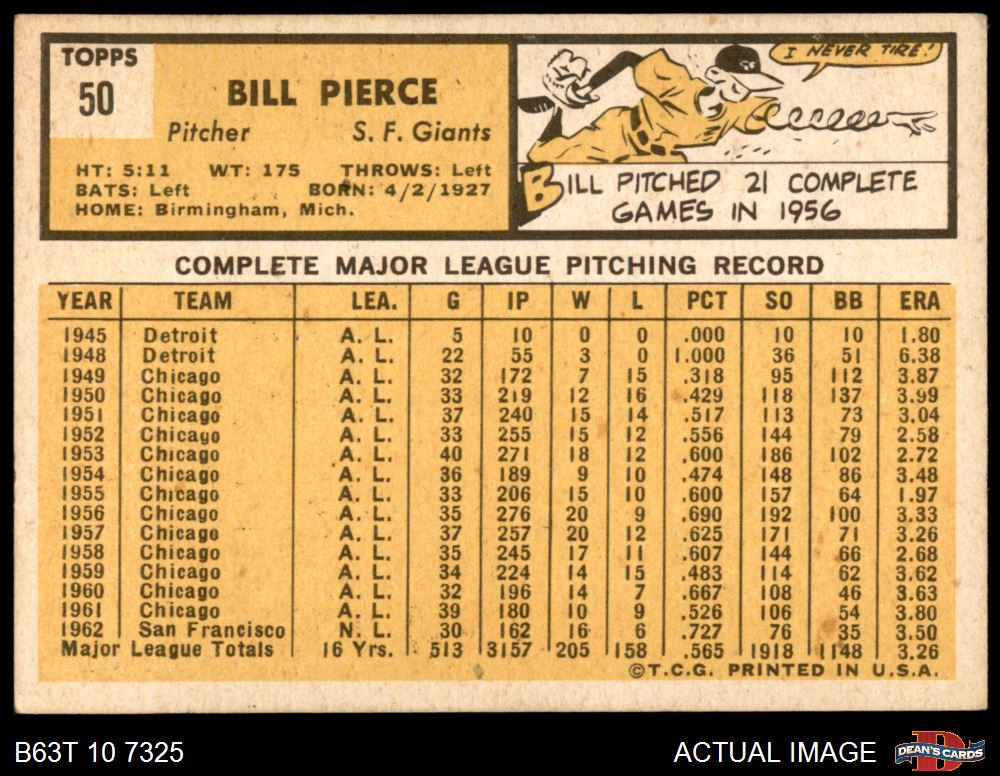 TOPPS
50
BILL PIERCE
Pitcher S. F. Giants
HT: 5:11 WT: 175 THROWS: Left
BATS: Left BORN: 4/2/1927
HOME: Birmingham, Mich.
I NEVER TIRE!
SF
BILL PITCHED 21 COMPLETE
GAMES IN 1956
COMPLETE MAJOR LEAGUE PITCHING RECORD
YEAR TEAM LEA. G IP W L PCT SO BB ERA
1945 Detroit A. L. 5 10 0 0 .000 10 10 1.80
1948 Detroit A. L. 22 55 3 0 1.000 36 51 6.38
1949 Chicago A. L. 32 172 7 15 .318 95 112 3.87
1950 Chicago A. L. 33 219 12 16 .429 118 137 3.99
1951 Chicago A. L. 37 240 15 14 .517 113 73 3.04
1952 Chicago A. L. 33 255 15 12 .556 144 79 2.58
1953 Chicago A. L. 40 271 18 12 .600 186 102 2.72
1954 Chicago A. L. 36 189 9 10 .474 148 86 3.48
1955 Chicago A. L. 33 206 15 10 .600 157 64 1.97
1956 Chicago A. L. 35 276 20 9 .690 192 100 3.33
1957 Chicago A. L. 37 257 20 12 .625 171 71 3.26
1958 Chicago A. L. 35 245 17 11 .607 144 66 2.68
1959 Chicago A. L. 34 224 14 15 .483 114 62 3.62
1960 Chicago A. L. 32 196 14 7 .667 108 46 3.63
1961 Chicago A. L. 39 180 10 9 .526 106 54 3.80
1962 San Francisco N. L. 30 162 16 6 .727 76 35 3.50
Major League Totals 16 Yrs. 513 3157 205 158 .565 1918 1148 3.26
©T.C.G. PRINTED IN U.S.A.
B63T 10 7325 ACTUAL IMAGE
DEAN'S CARDS